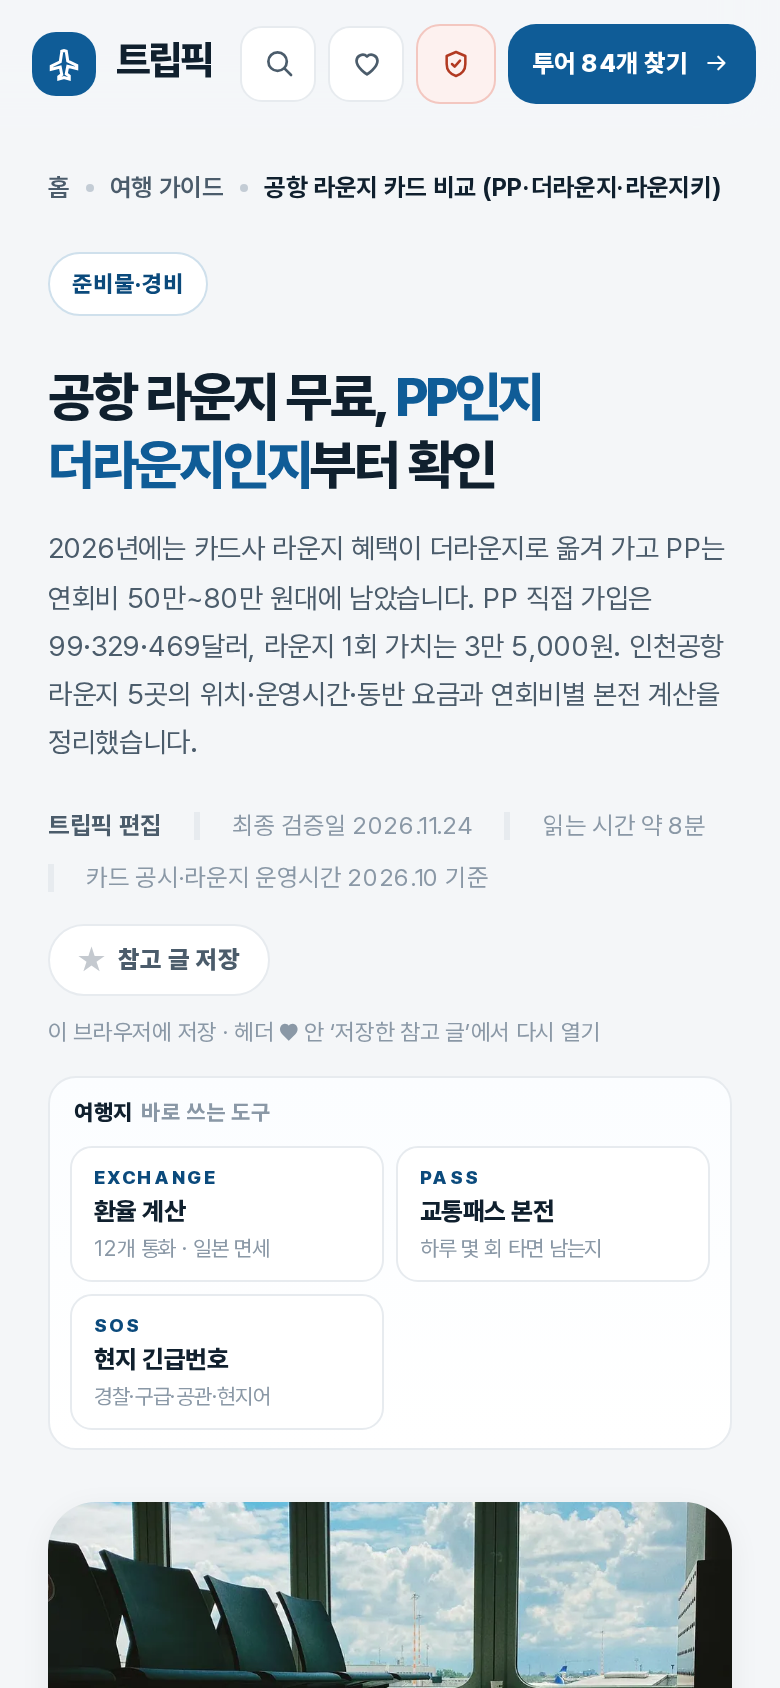 트립픽
투어 84개 찾기 →
홈 • 여행 가이드 • 공항 라운지 카드 비교 (PP·더라운지·라운지키)
준비물·경비
공항 라운지 무료, PP인지
더라운지인지부터 확인
2026년에는 카드사 라운지 혜택이 더라운지로 옮겨 가고 PP는
연회비 50만~80만 원대에 남았습니다. PP 직접 가입은
99·329·469달러, 라운지 1회 가치는 3만 5,000원. 인천공항
라운지 5곳의 위치·운영시간·동반 요금과 연회비별 본전 계산을
정리했습니다.
트립픽 편집 | 최종 검증일 2026.11.24 | 읽는 시간 약 8분
| 카드 공시·라운지 운영시간 2026.10 기준
★ 참고 글 저장
이 브라우저에 저장 · 헤더 ♥ 안 ‘저장한 참고 글’에서 다시 열기
여행지 바로 쓰는 도구
EXCHANGE
환율 계산
12개 통화 · 일본 면세
PASS
교통패스 본전
하루 몇 회 타면 남는지
SOS
현지 긴급번호
경찰·구급·공관·현지어